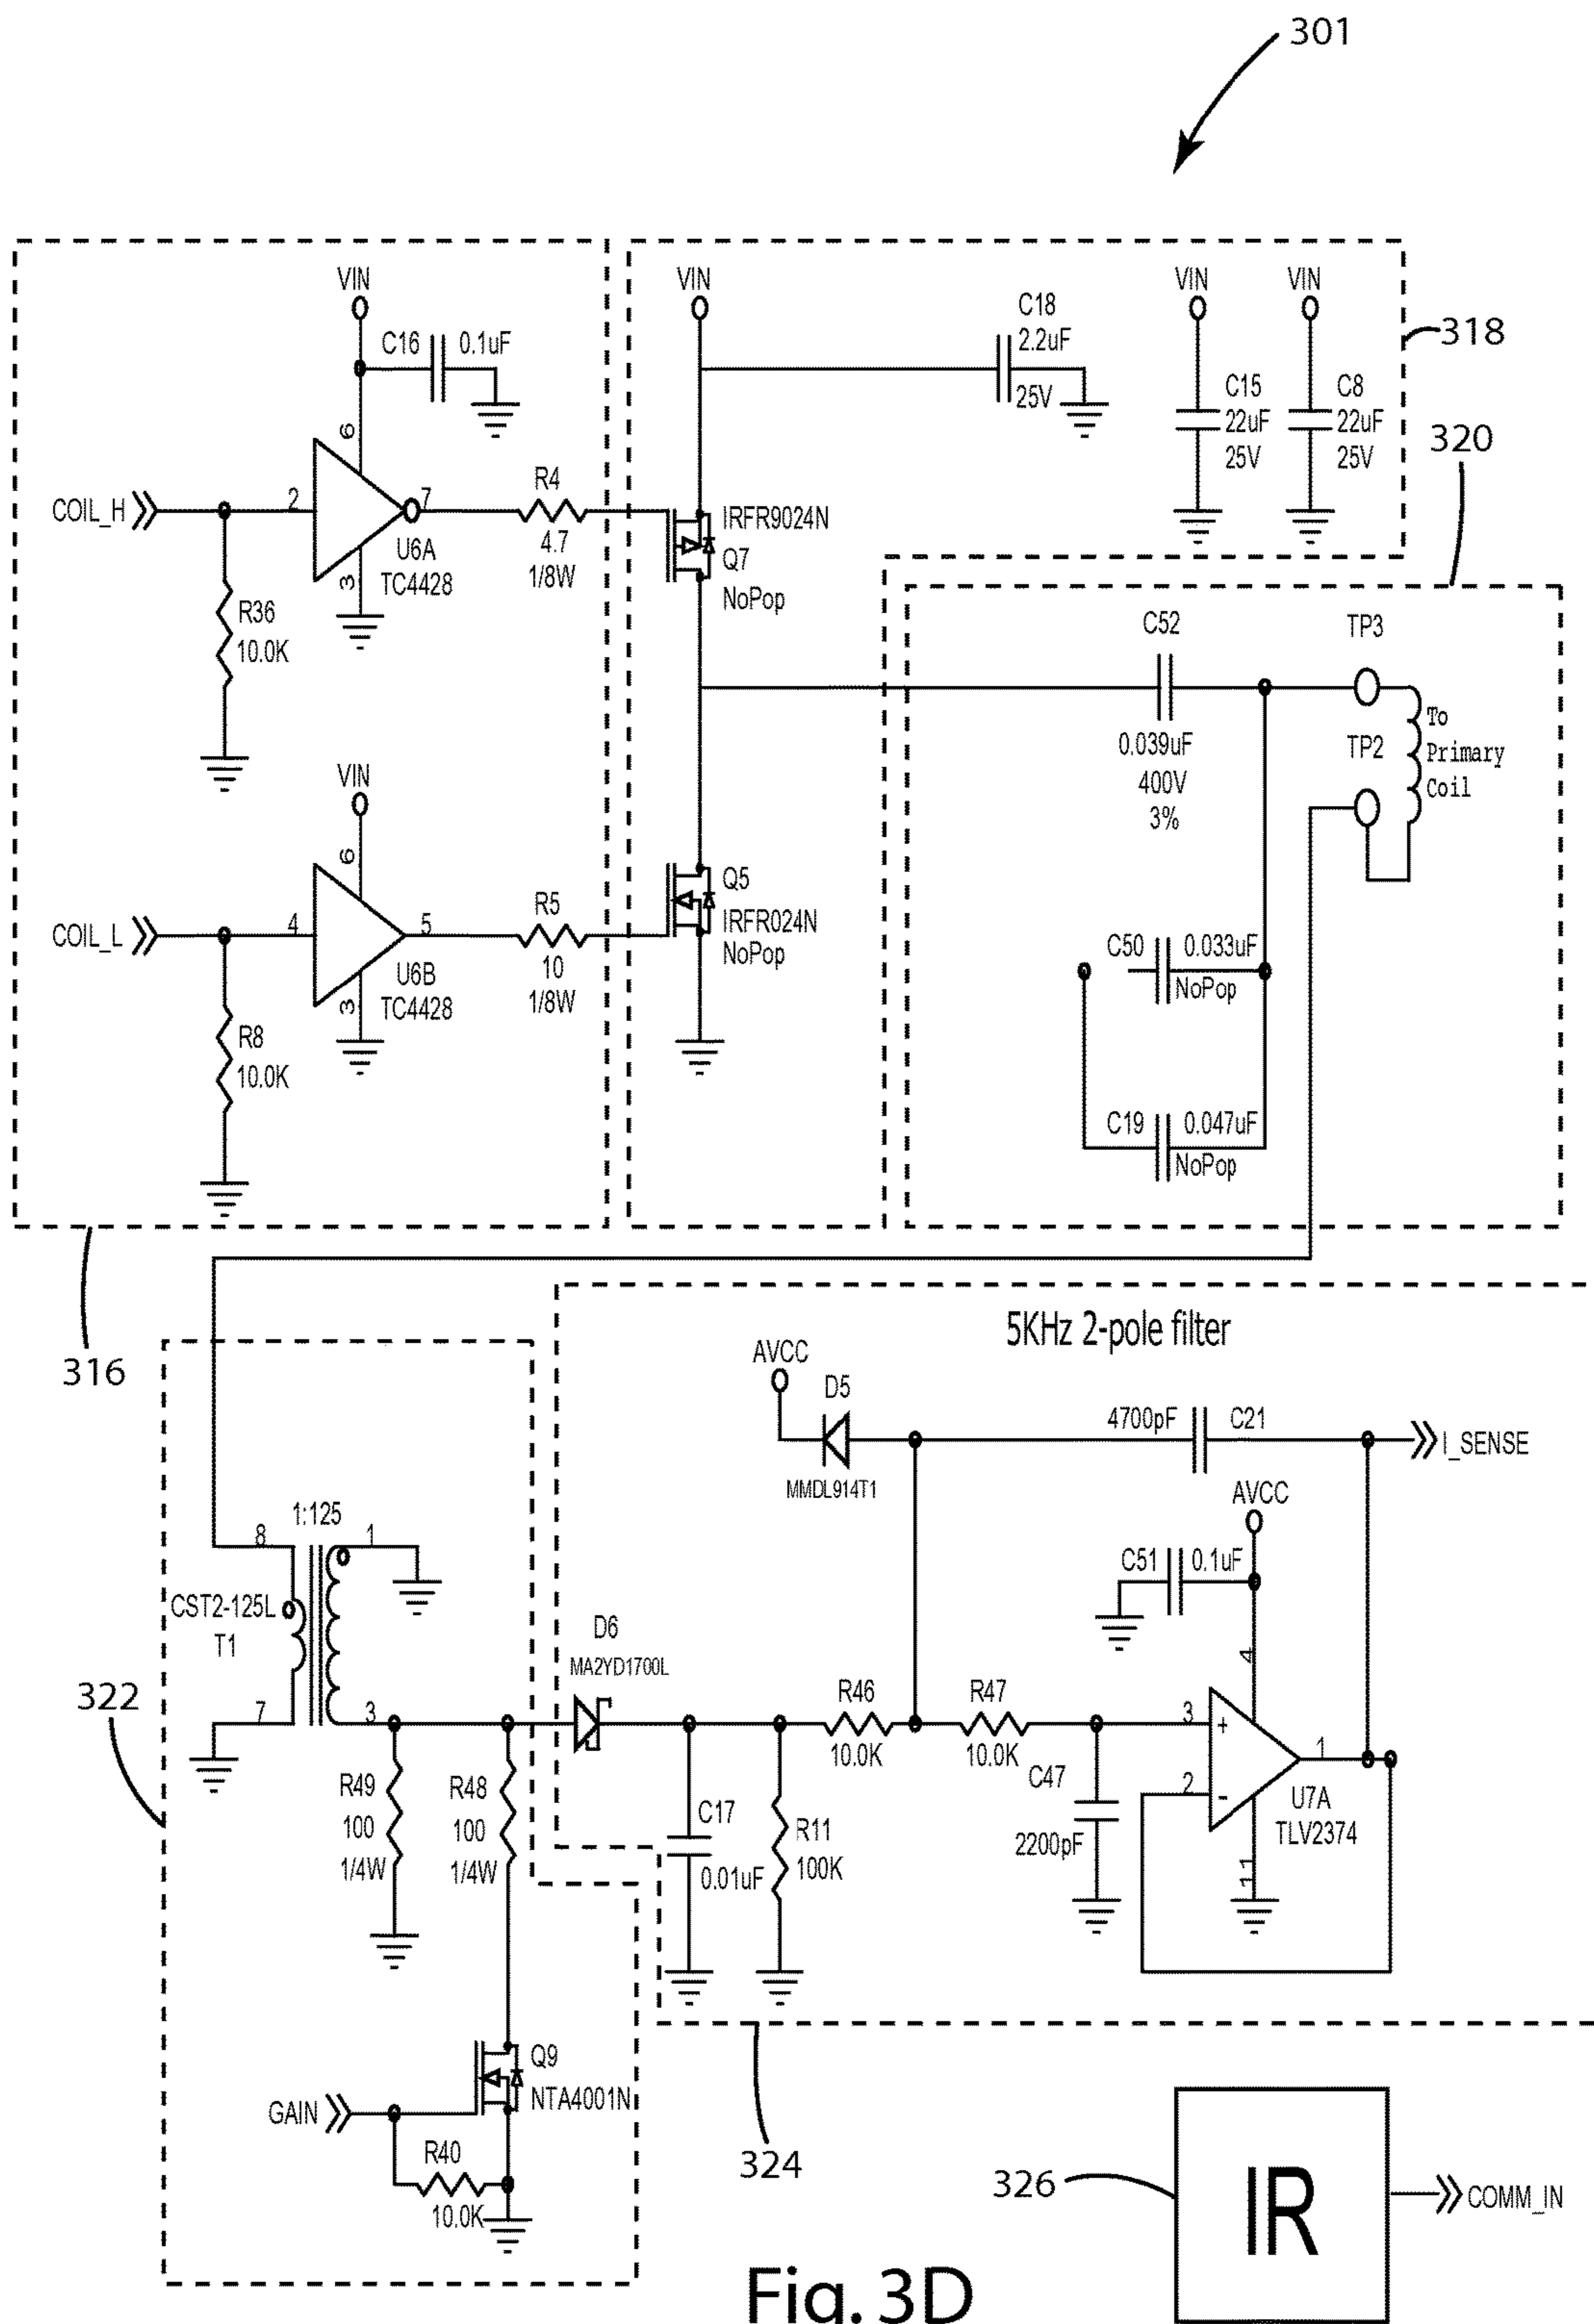 301
VIN
C16
0.1uF
6
COIL_H
2
7
U6A
TC4428
3
R36
10.0K
R4
4.7
1/8W
VIN
6
COIL_L
4
5
U6B
TC4428
3
R8
10.0K
R5
10
1/8W
316
VIN
C18
2.2uF
25V
VIN
C15
22uF
25V
VIN
C8
22uF
25V
318
IRFR9024N
Q7
NoPop
Q5
IRFR024N
NoPop
320
C52
0.039uF
400V
3%
TP3
TP2
To
Primary
Coil
C50
0.033uF
NoPop
C19
0.047uF
NoPop
5KHz 2-pole filter
AVCC
D5
MMDL914T1
4700pF
C21
I_SENSE
AVCC
C51
0.1uF
4
1:125
8
1
CST2-125L
T1
7
3
322
R49
100
1/4W
R48
100
1/4W
D6
MA2YD1700L
C17
0.01uF
R11
100K
R46
10.0K
R47
10.0K
C47
2200pF
3
+
2
-
1
U7A
TLV2374
11
Q9
NTA4001N
GAIN
R40
10.0K
324
326
IR
COMM_IN
Fig. 3D